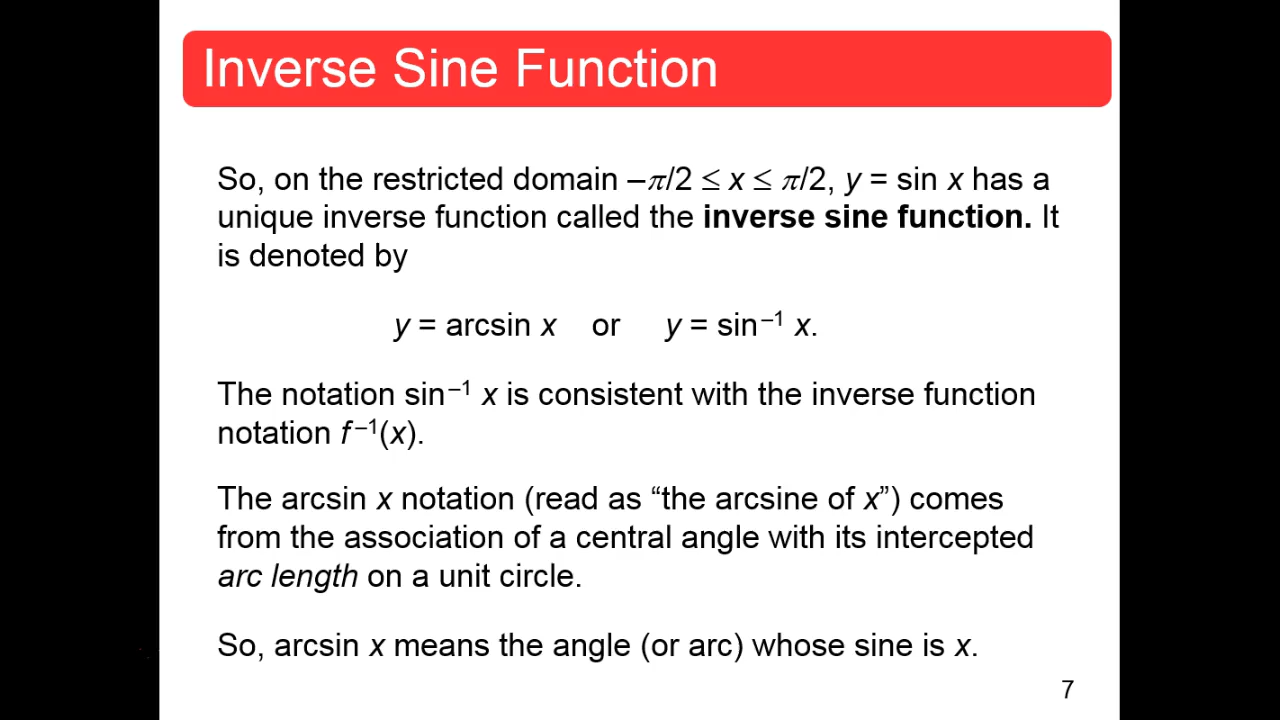 Inverse Sine Function
So, on the restricted domain –π/2 ≤ x ≤ π/2, y = sin x has a
unique inverse function called the inverse sine function. It
is denoted by
y = arcsin x or y = sin⁻¹ x.
The notation sin⁻¹ x is consistent with the inverse function
notation f⁻¹(x).
The arcsin x notation (read as “the arcsine of x”) comes
from the association of a central angle with its intercepted
arc length on a unit circle.
So, arcsin x means the angle (or arc) whose sine is x.
7